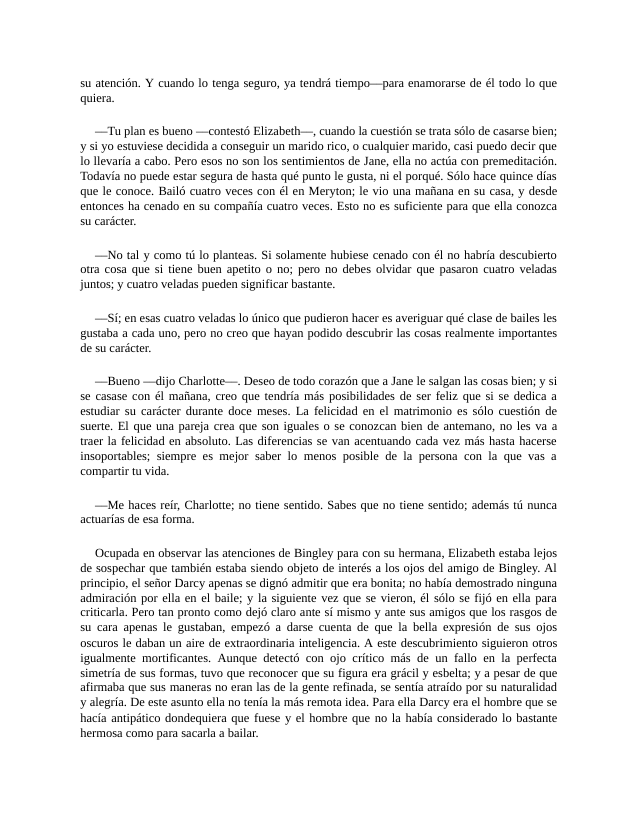 su atención. Y cuando lo tenga seguro, ya tendrá tiempo—para enamorarse de él todo lo que
quiera.
—Tu plan es bueno —contestó Elizabeth—, cuando la cuestión se trata sólo de casarse bien;
y si yo estuviese decidida a conseguir un marido rico, o cualquier marido, casi puedo decir que
lo llevaría a cabo. Pero esos no son los sentimientos de Jane, ella no actúa con premeditación.
Todavía no puede estar segura de hasta qué punto le gusta, ni el porqué. Sólo hace quince días
que le conoce. Bailó cuatro veces con él en Meryton; le vio una mañana en su casa, y desde
entonces ha cenado en su compañía cuatro veces. Esto no es suficiente para que ella conozca
su carácter.
—No tal y como tú lo planteas. Si solamente hubiese cenado con él no habría descubierto
otra cosa que si tiene buen apetito o no; pero no debes olvidar que pasaron cuatro veladas
juntos; y cuatro veladas pueden significar bastante.
—Sí; en esas cuatro veladas lo único que pudieron hacer es averiguar qué clase de bailes les
gustaba a cada uno, pero no creo que hayan podido descubrir las cosas realmente importantes
de su carácter.
—Bueno —dijo Charlotte—. Deseo de todo corazón que a Jane le salgan las cosas bien; y si
se casase con él mañana, creo que tendría más posibilidades de ser feliz que si se dedica a
estudiar su carácter durante doce meses. La felicidad en el matrimonio es sólo cuestión de
suerte. El que una pareja crea que son iguales o se conozcan bien de antemano, no les va a
traer la felicidad en absoluto. Las diferencias se van acentuando cada vez más hasta hacerse
insoportables; siempre es mejor saber lo menos posible de la persona con la que vas a
compartir tu vida.
—Me haces reír, Charlotte; no tiene sentido. Sabes que no tiene sentido; además tú nunca
actuarías de esa forma.
Ocupada en observar las atenciones de Bingley para con su hermana, Elizabeth estaba lejos
de sospechar que también estaba siendo objeto de interés a los ojos del amigo de Bingley. Al
principio, el señor Darcy apenas se dignó admitir que era bonita; no había demostrado ninguna
admiración por ella en el baile; y la siguiente vez que se vieron, él sólo se fijó en ella para
criticarla. Pero tan pronto como dejó claro ante sí mismo y ante sus amigos que los rasgos de
su cara apenas le gustaban, empezó a darse cuenta de que la bella expresión de sus ojos
oscuros le daban un aire de extraordinaria inteligencia. A este descubrimiento siguieron otros
igualmente mortificantes. Aunque detectó con ojo crítico más de un fallo en la perfecta
simetría de sus formas, tuvo que reconocer que su figura era grácil y esbelta; y a pesar de que
afirmaba que sus maneras no eran las de la gente refinada, se sentía atraído por su naturalidad
y alegría. De este asunto ella no tenía la más remota idea. Para ella Darcy era el hombre que se
hacía antipático dondequiera que fuese y el hombre que no la había considerado lo bastante
hermosa como para sacarla a bailar.